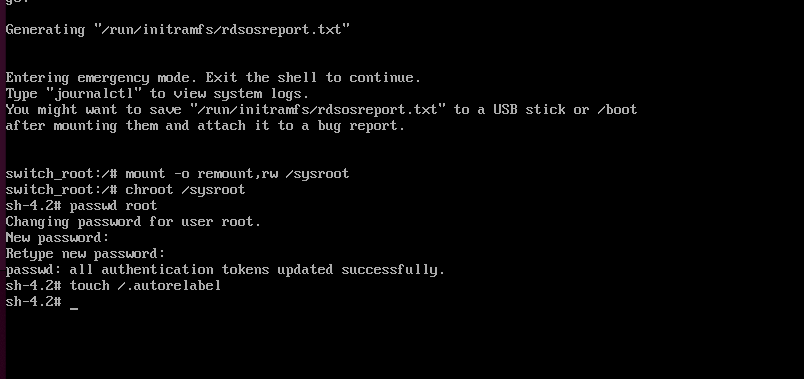 Generating "/run/initramfs/rdsosreport.txt"
Entering emergency mode. Exit the shell to continue.
Type "journalctl" to view system logs.
You might want to save "/run/initramfs/rdsosreport.txt" to a USB stick or /boot
after mounting them and attach it to a bug report.
switch_root:/# mount -o remount,rw /sysroot
switch_root:/# chroot /sysroot
sh-4.2# passwd root
Changing password for user root.
New password:
Retype new password:
passwd: all authentication tokens updated successfully.
sh-4.2# touch /.autorelabel
sh-4.2# _